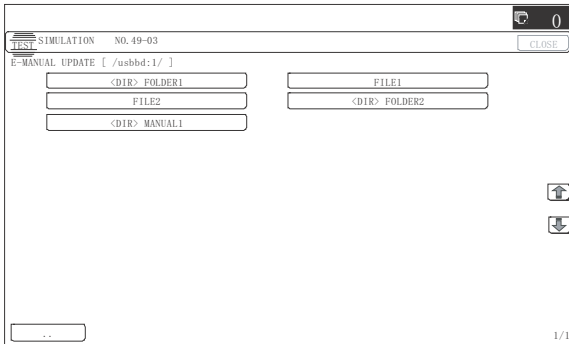 0
TEST SIMULATION NO. 49-03 CLOSE
E-MANUAL UPDATE [ /usbbd:1/ ]
<DIR> FOLDER1 FILE1
FILE2 <DIR> FOLDER2
<DIR> MANUAL1
.. 1/1